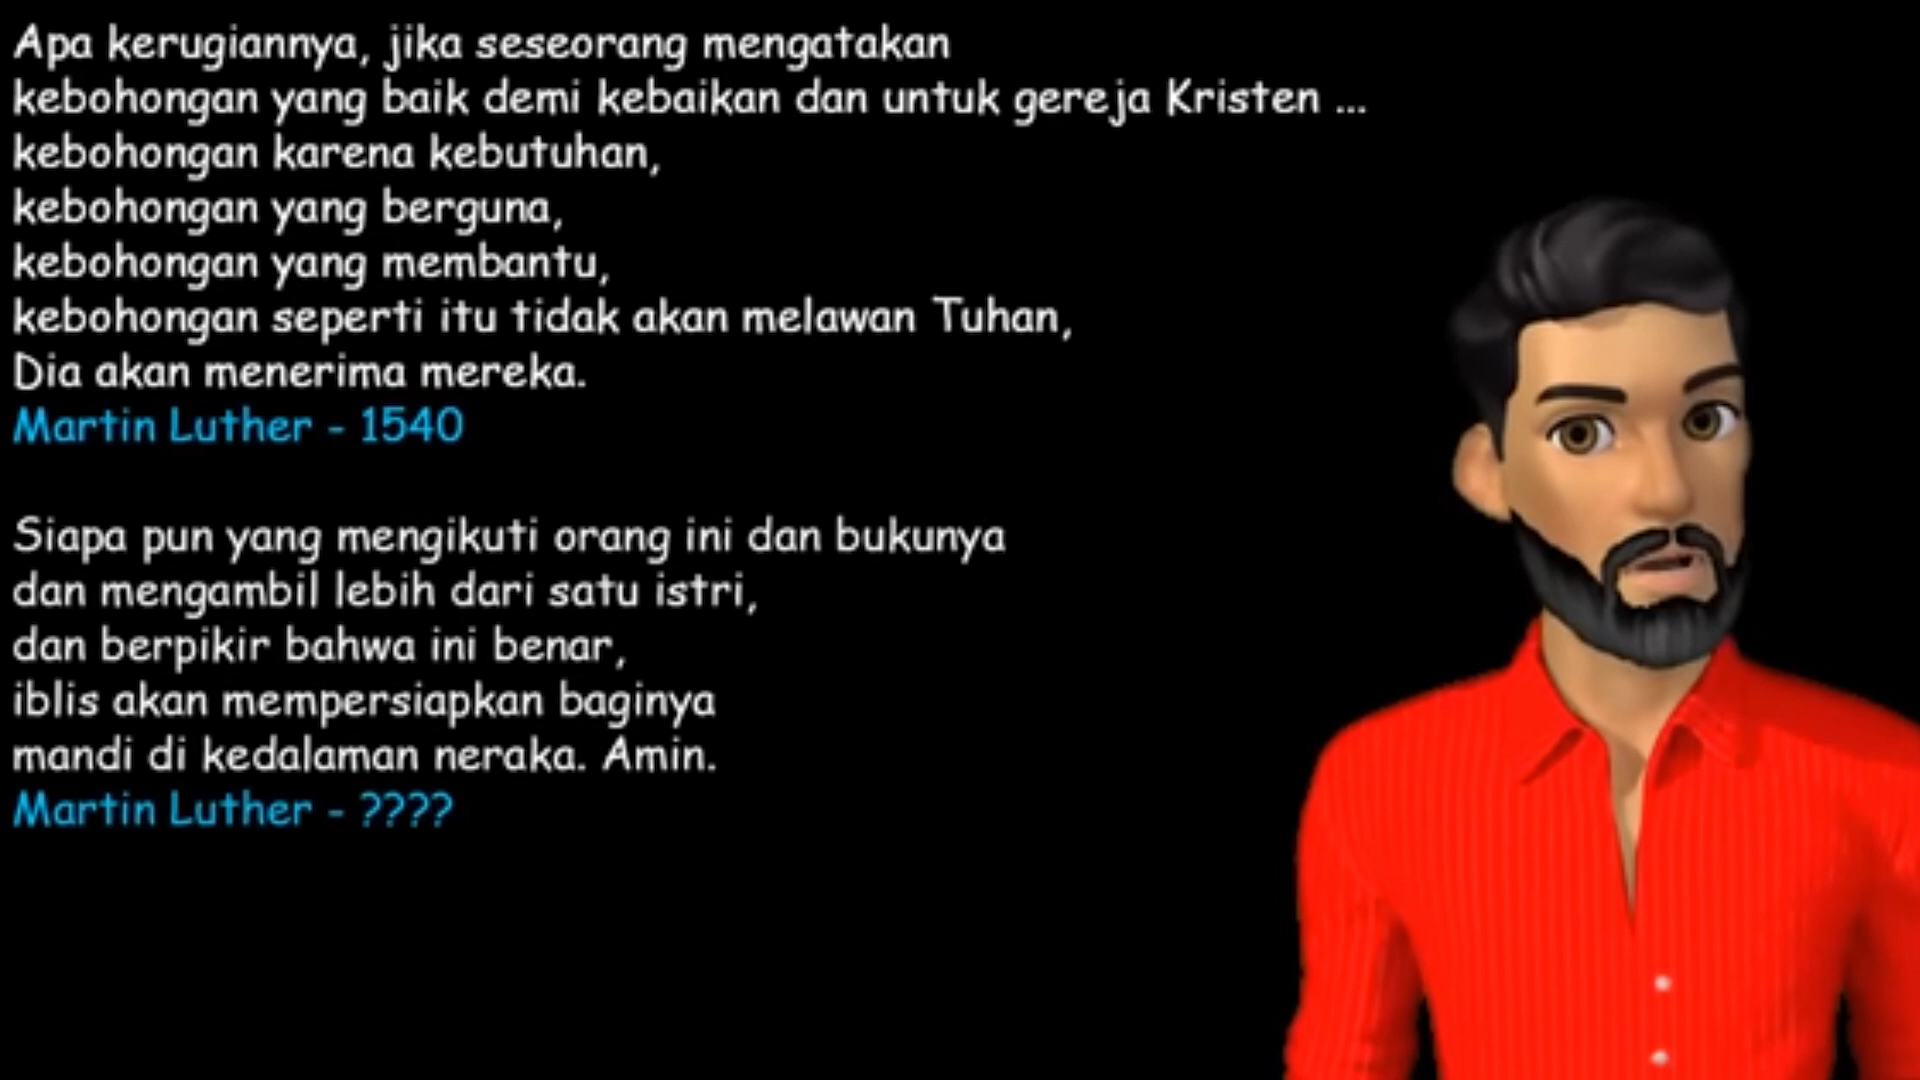 Apa kerugiannya, jika seseorang mengatakan
kebohongan yang baik demi kebaikan dan untuk gereja Kristen ...
kebohongan karena kebutuhan,
kebohongan yang berguna,
kebohongan yang membantu,
kebohongan seperti itu tidak akan melawan Tuhan,
Dia akan menerima mereka.
Martin Luther - 1540
Siapa pun yang mengikuti orang ini dan bukunya
dan mengambil lebih dari satu istri,
dan berpikir bahwa ini benar,
iblis akan mempersiapkan baginya
mandi di kedalaman neraka. Amin.
Martin Luther - ????